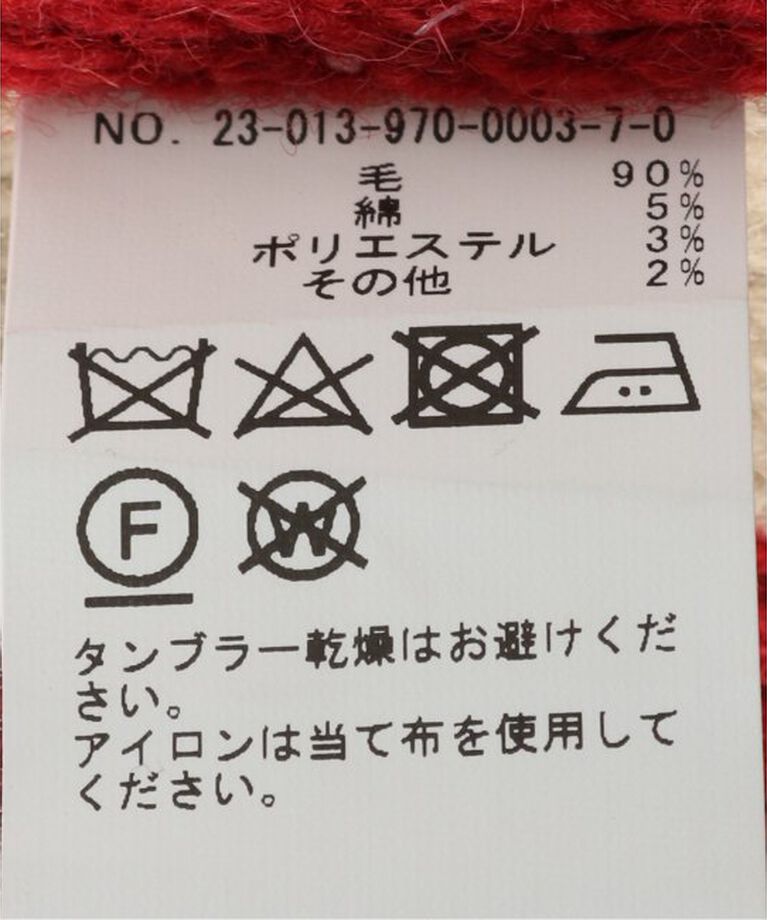 NO. 23-013-970-0003-7-0
毛 90%
綿 5%
ポリエステル 3%
その他 2%
F W
タンブラー乾燥はお避けくだ
さい。
アイロンは当て布を使用して
ください。